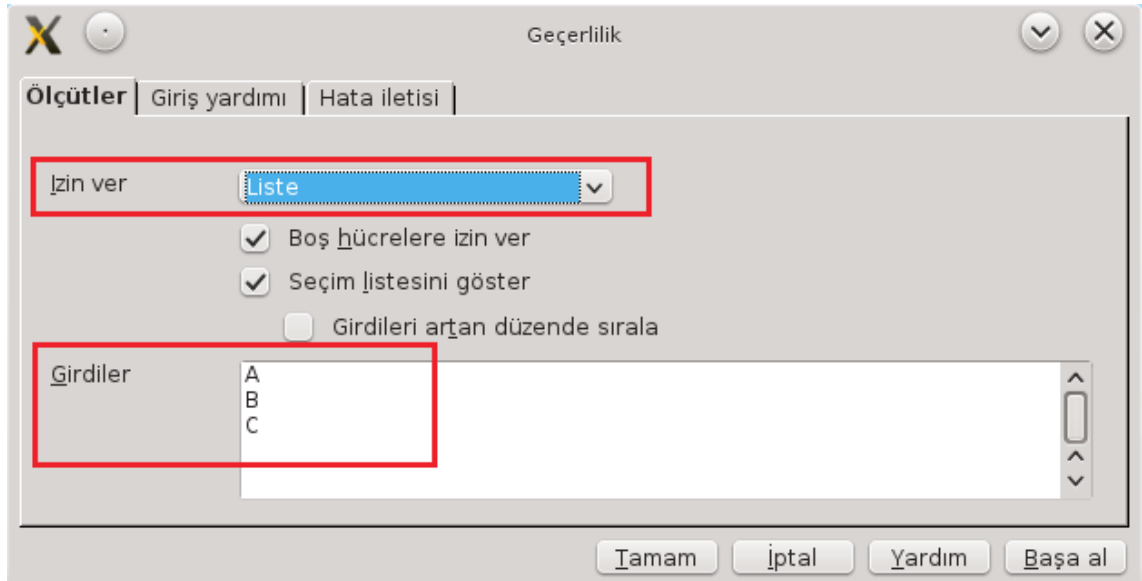 Geçerlilik
Ölçütler Giriş yardımı Hata iletisi
İzin ver Liste
Boş hücrelere izin ver
Seçim listesini göster
Girdileri artan düzende sırala
Girdiler A
B
C
Tamam İptal Yardım Başa al